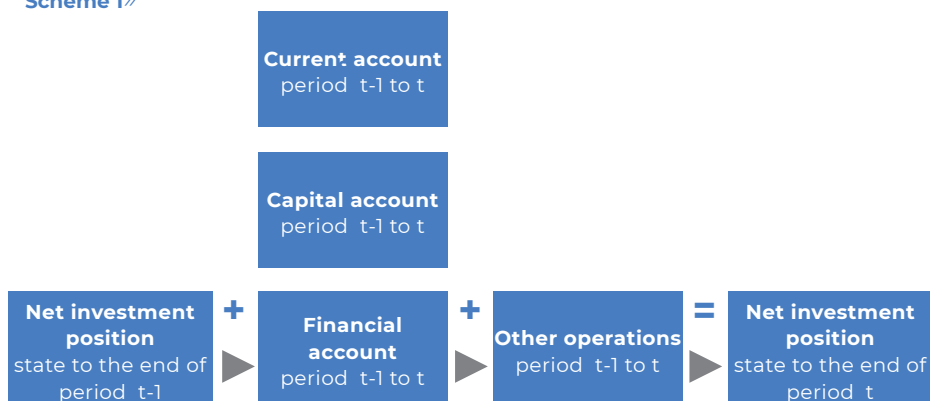 Scheme 1»
Current account
period t-1 to t
Capital account
period t-1 to t
Net investment
position
state to the end of
period t-1
+
Financial
account
period t-1 to t
+
Other operations
period t-1 to t
=
Net investment
position
state to the end of
period t